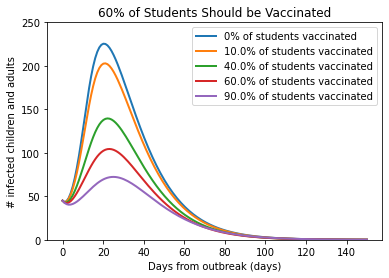 60% of Students Should be Vaccinated
# Infected children and adults
250
200
150
100
50
0
0% of students vaccinated
10.0% of students vaccinated
40.0% of students vaccinated
60.0% of students vaccinated
90.0% of students vaccinated
0 20 40 60 80 100 120 140
Days from outbreak (days)